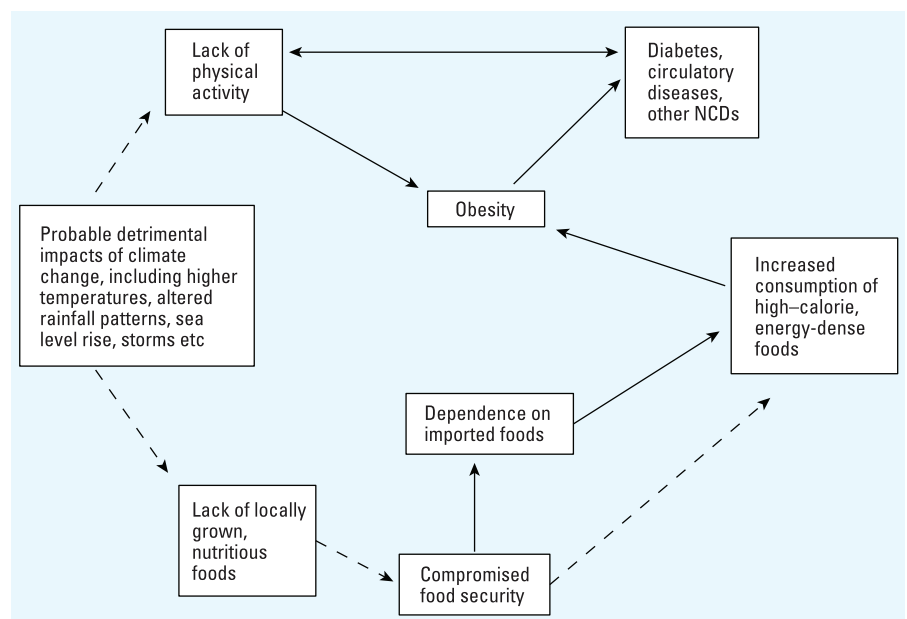 Lack of
physical
activity
Diabetes,
circulatory
diseases,
other NCDs
Obesity
Probable detrimental
impacts of climate
change, including higher
temperatures, altered
rainfall patterns, sea
level rise, storms etc
Increased
consumption of
high–calorie,
energy-dense
foods
Dependence on
imported foods
Lack of locally
grown,
nutritious
foods
Compromised
food security